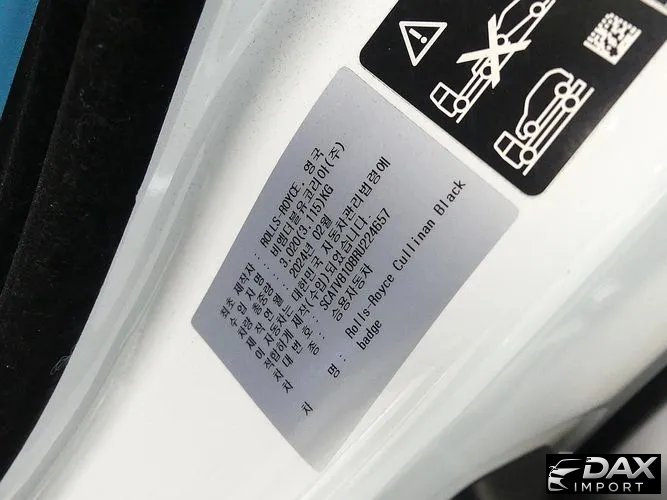 최초 제작자: ROLLS-ROYCE, 영국
수입자명: 비엠더블유코리아(주)
차량 총중량: 3,020(3,115)KG
제작연월: 2024년 02월
이 자동차는 대한민국 자동차관리법령에
적합하게 제작(수입)되었습니다.
차대번호: SCATV8108RU224657
차종: 승용자동차
차명: Rolls-Royce Cullinan Black
badge
DAX
IMPORT